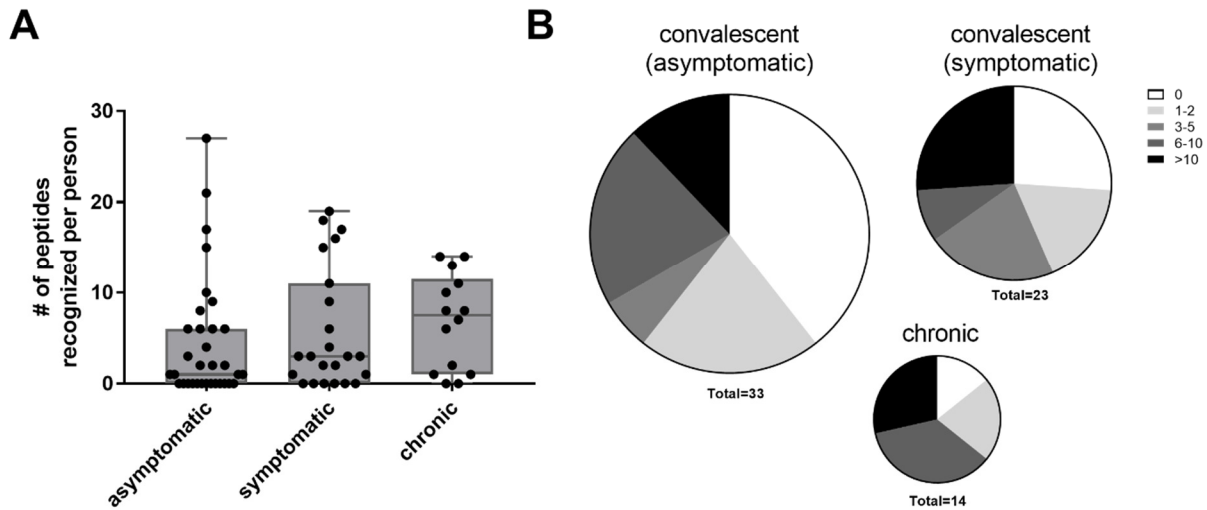 A
# of peptides
recognized per person
30
20
10
0
asymptomatic
symptomatic
chronic
B
convalescent
(asymptomatic)
Total=33
convalescent
(symptomatic)
Total=23
0
1-2
3-5
6-10
>10
chronic
Total=14